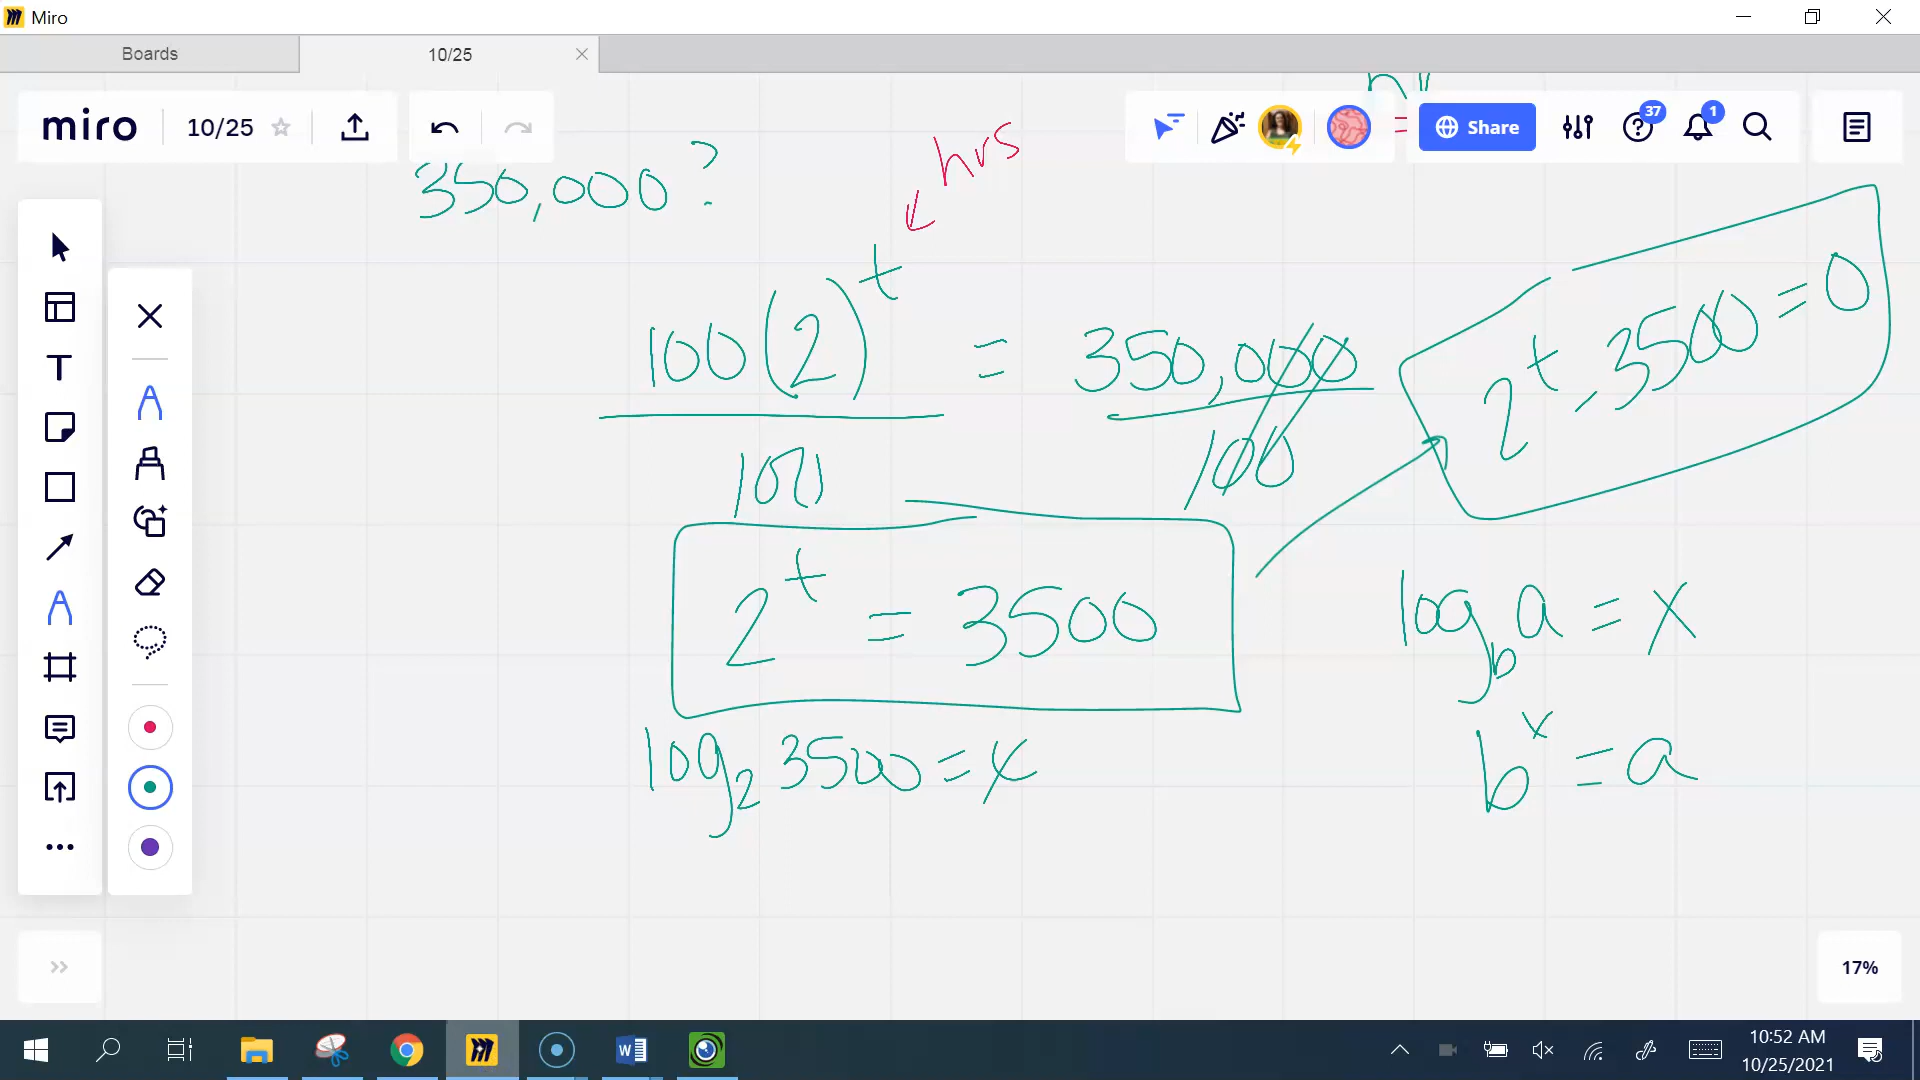 Miro
Boards
10/25
miro
10/25
Share
37
1
350,000 ?
hrs
100(2)^t = 350,000
100
100
2^t - 3500 = 0
2^t = 3500
log_b a = x
log_2 3500 = x
b^x = a
T
17%
10:52 AM
10/25/2021